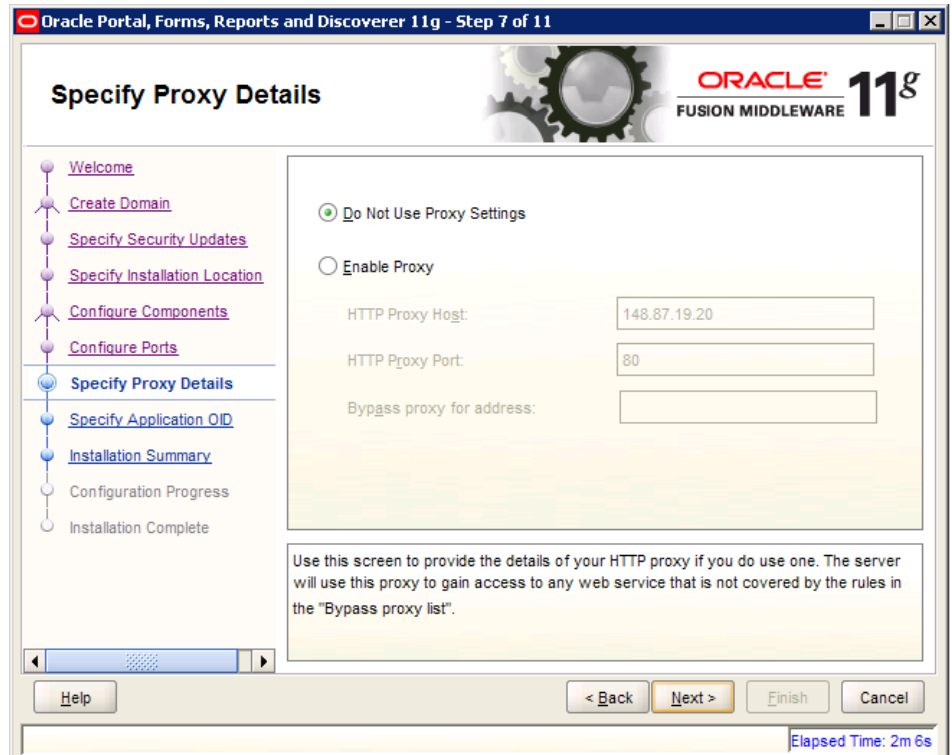 Oracle Portal, Forms, Reports and Discoverer 11g - Step 7 of 11
Specify Proxy Details
ORACLE
FUSION MIDDLEWARE
11g
Welcome
Create Domain
Specify Security Updates
Specify Installation Location
Configure Components
Configure Ports
Specify Proxy Details
Specify Application OID
Installation Summary
Configuration Progress
Installation Complete
Do Not Use Proxy Settings
Enable Proxy
HTTP Proxy Host: 148.87.19.20
HTTP Proxy Port: 80
Bypass proxy for address:
Use this screen to provide the details of your HTTP proxy if you do use one. The server
will use this proxy to gain access to any web service that is not covered by the rules in
the "Bypass proxy list".
Help < Back Next > Finish Cancel
Elapsed Time: 2m 6s